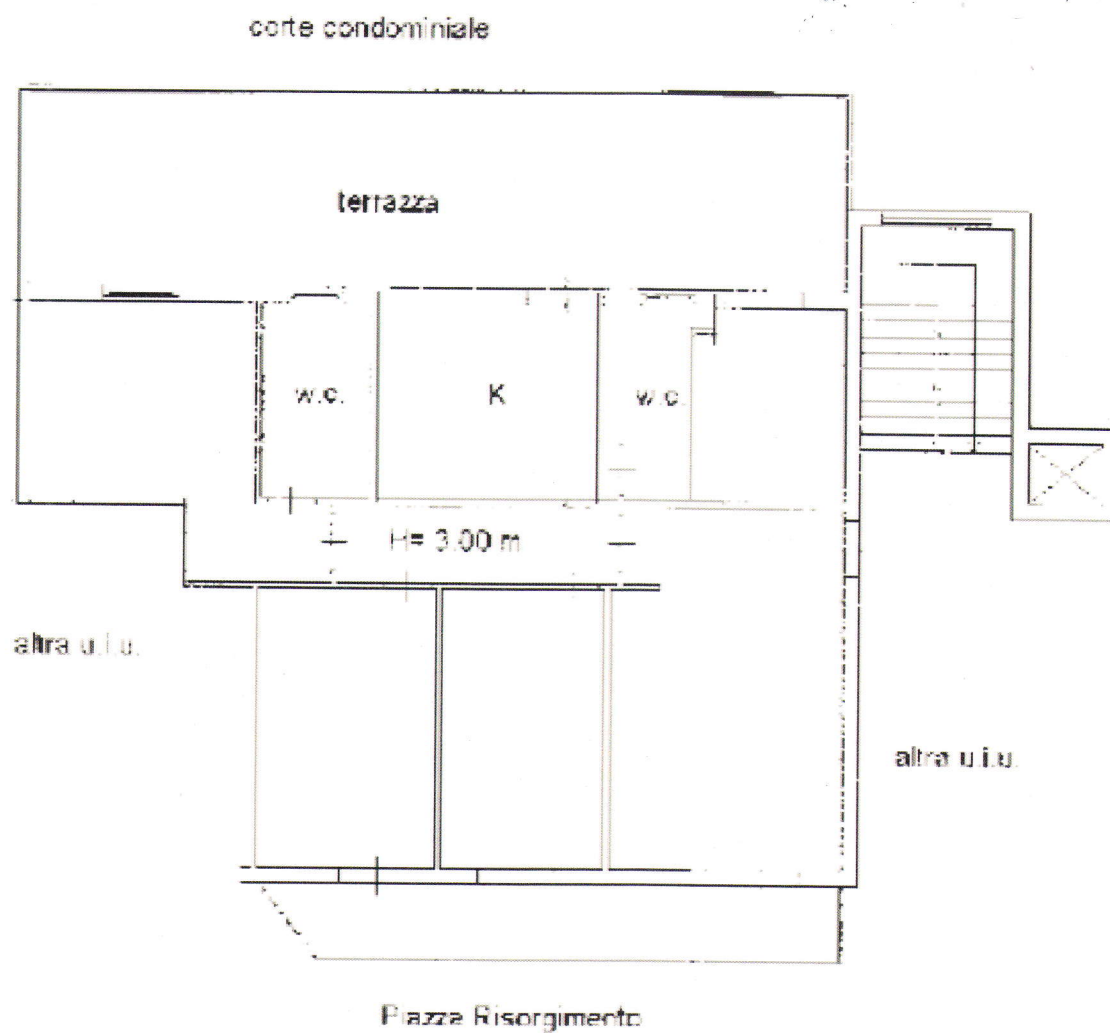 corte condominiale
terrazza
w.c.
K
w.c.
H= 3.00 m
altra u.i.u.
altra u.i.u.
Piazza Risorgimento